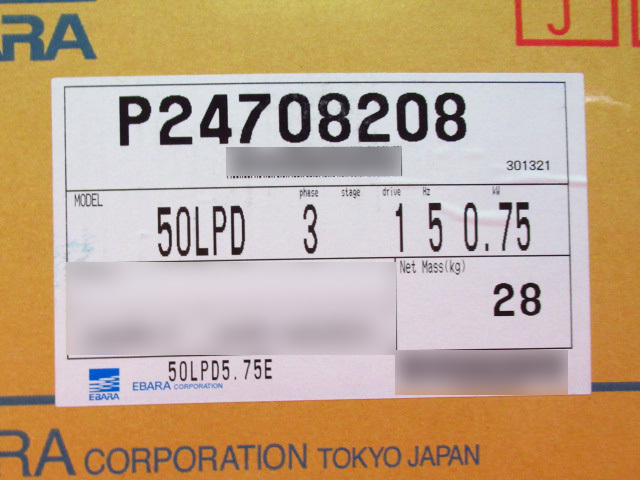 BARA
J
P24708208
301321
MODEL phase stage drive Hz kW
50LPD 3 1 5 0.75
Net Mass(kg)
28
50LPD5.75E
EBARA
EBARA CORPORATION
RA CORPORATION TOKYO JAPAN